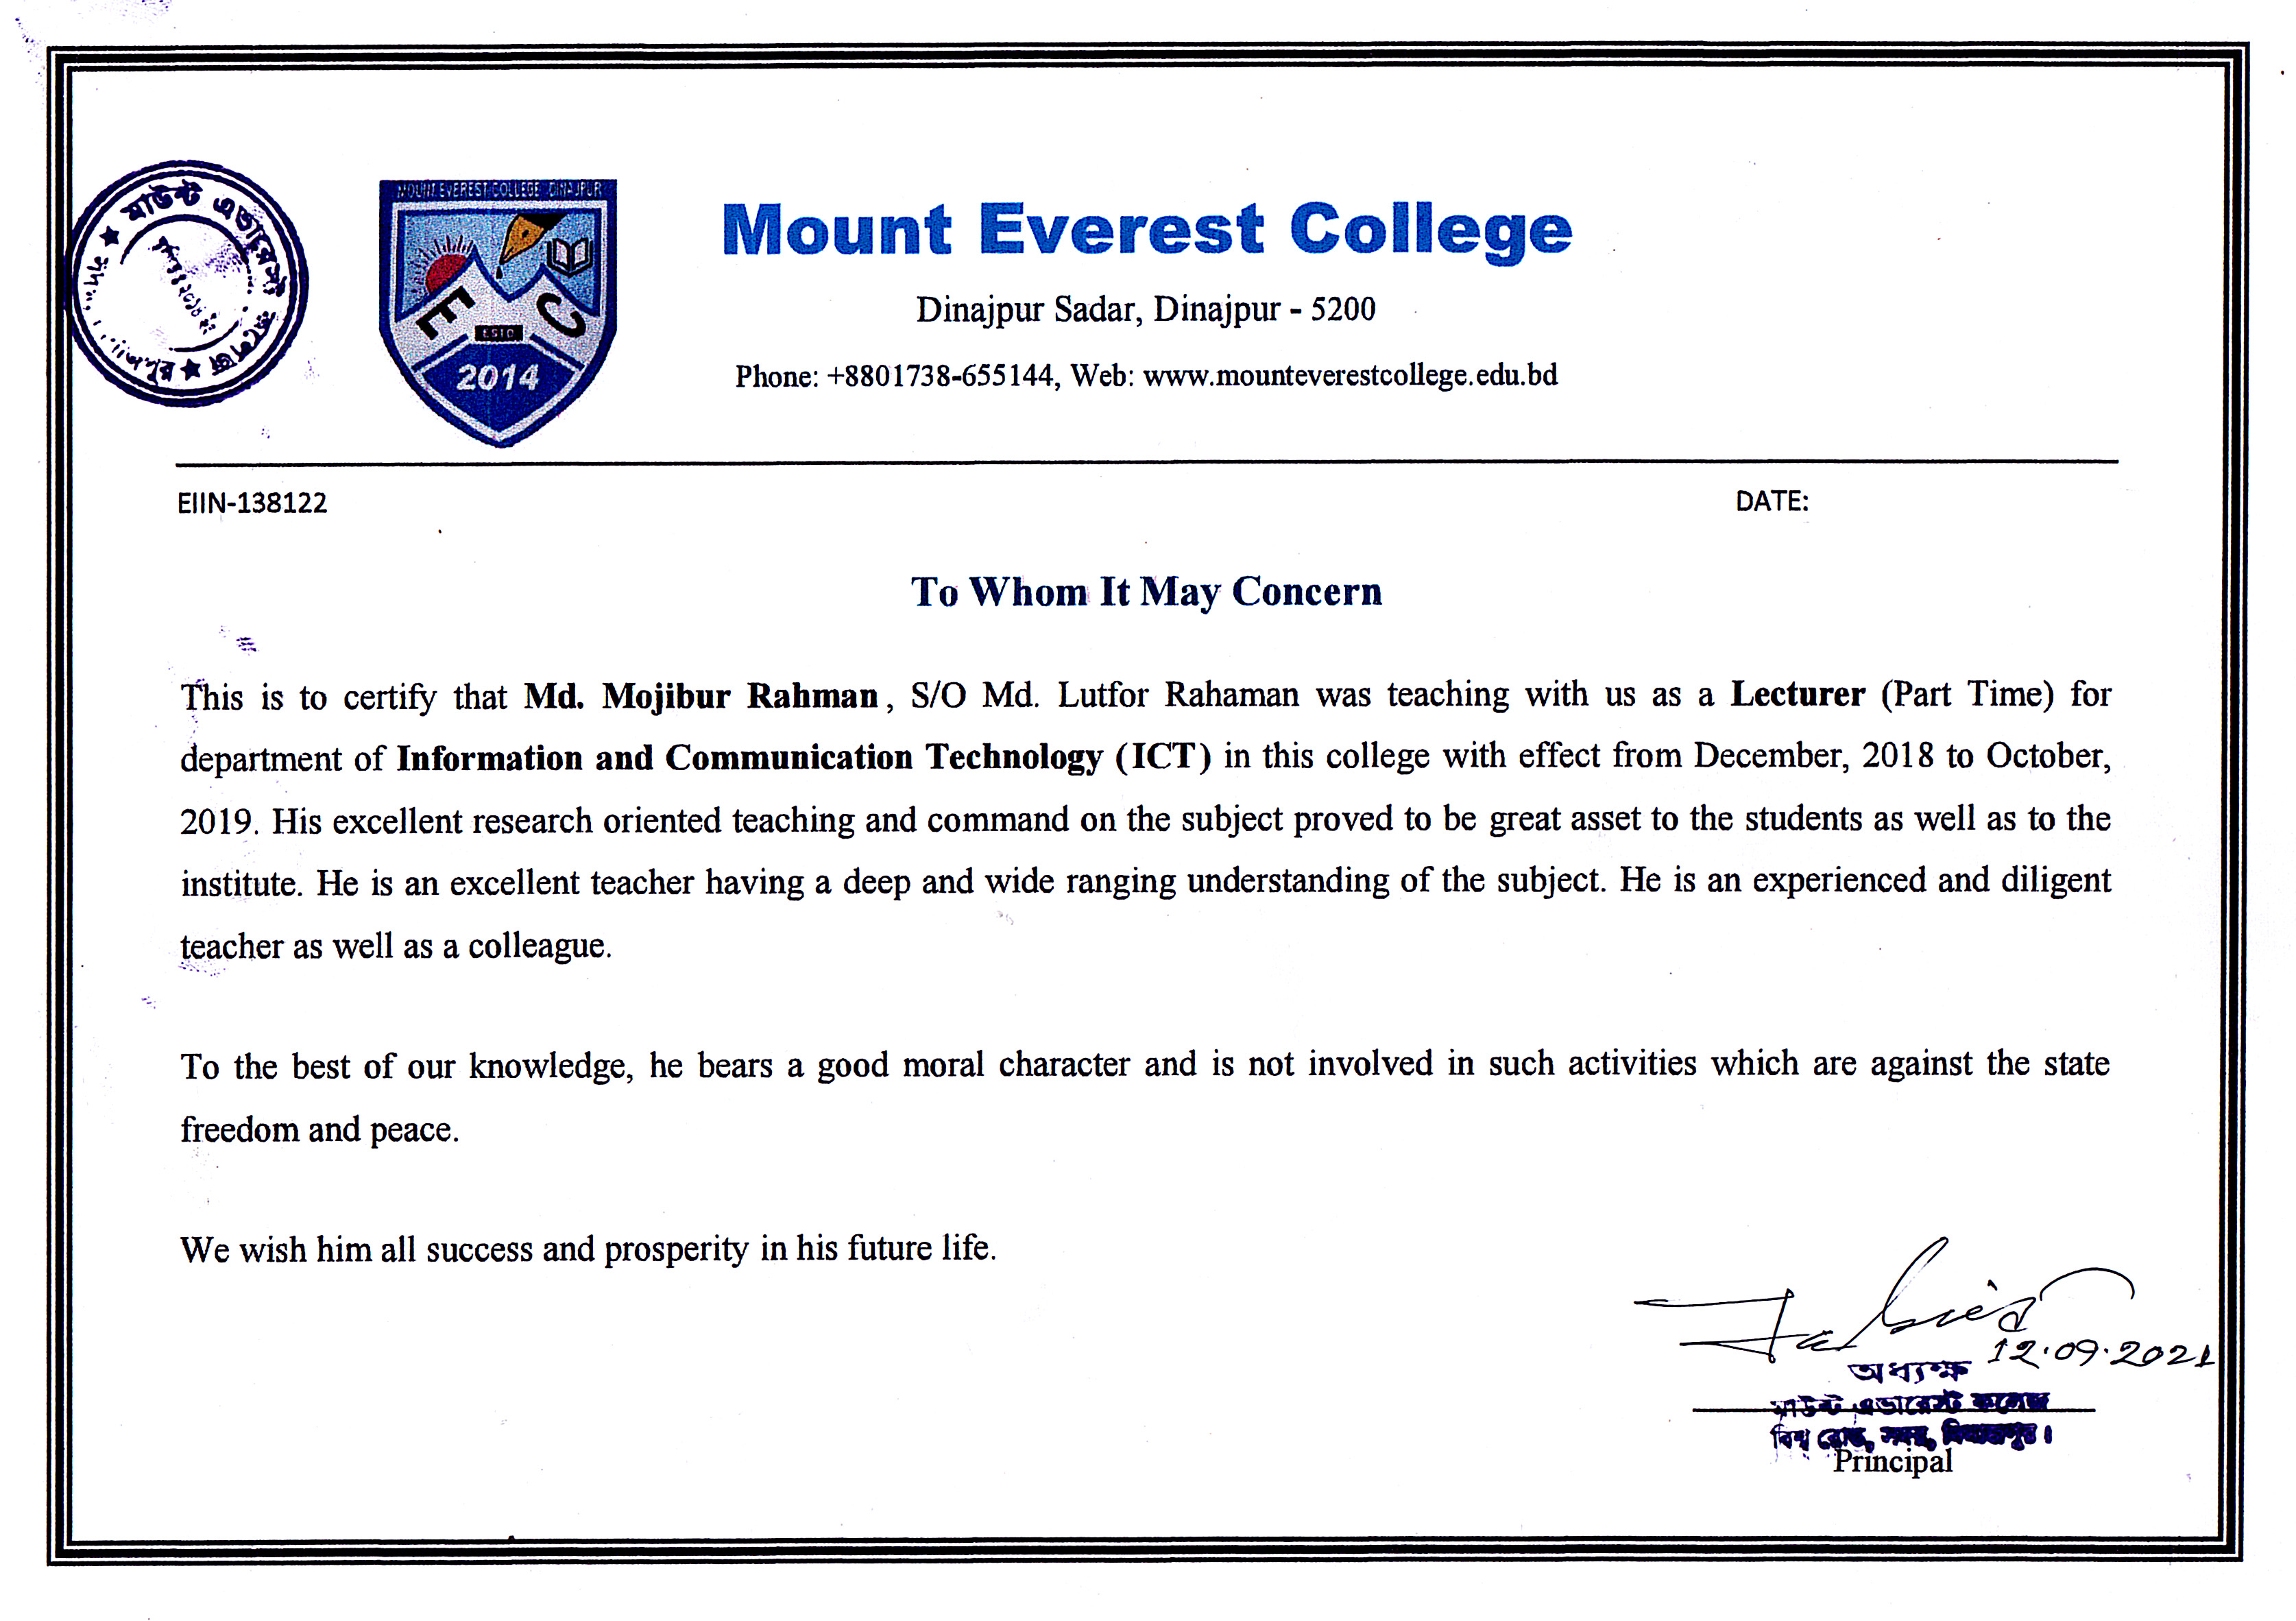 মাউন্ট এভারেস্ট কলেজ
MOUNT EVEREST COLLEGE DINAJPUR
E C
ESTD
2014
Mount Everest College
Dinajpur Sadar, Dinajpur - 5200
Phone: +8801738-655144, Web: www.mounteverestcollege.edu.bd
EIIN-138122 DATE:
To Whom It May Concern
This is to certify that Md. Mojibur Rahman, S/O Md. Lutfor Rahaman was teaching with us as a Lecturer (Part Time) for
department of Information and Communication Technology (ICT) in this college with effect from December, 2018 to October,
2019. His excellent research oriented teaching and command on the subject proved to be great asset to the students as well as to the
institute. He is an excellent teacher having a deep and wide ranging understanding of the subject. He is an experienced and diligent
teacher as well as a colleague.
To the best of our knowledge, he bears a good moral character and is not involved in such activities which are against the state
freedom and peace.
We wish him all success and prosperity in his future life.
12.09.2021
অধ্যক্ষ
মাউন্ট এভারেস্ট কলেজ
বিশ্ব রোড, সদর, দিনাজপুর।
Principal